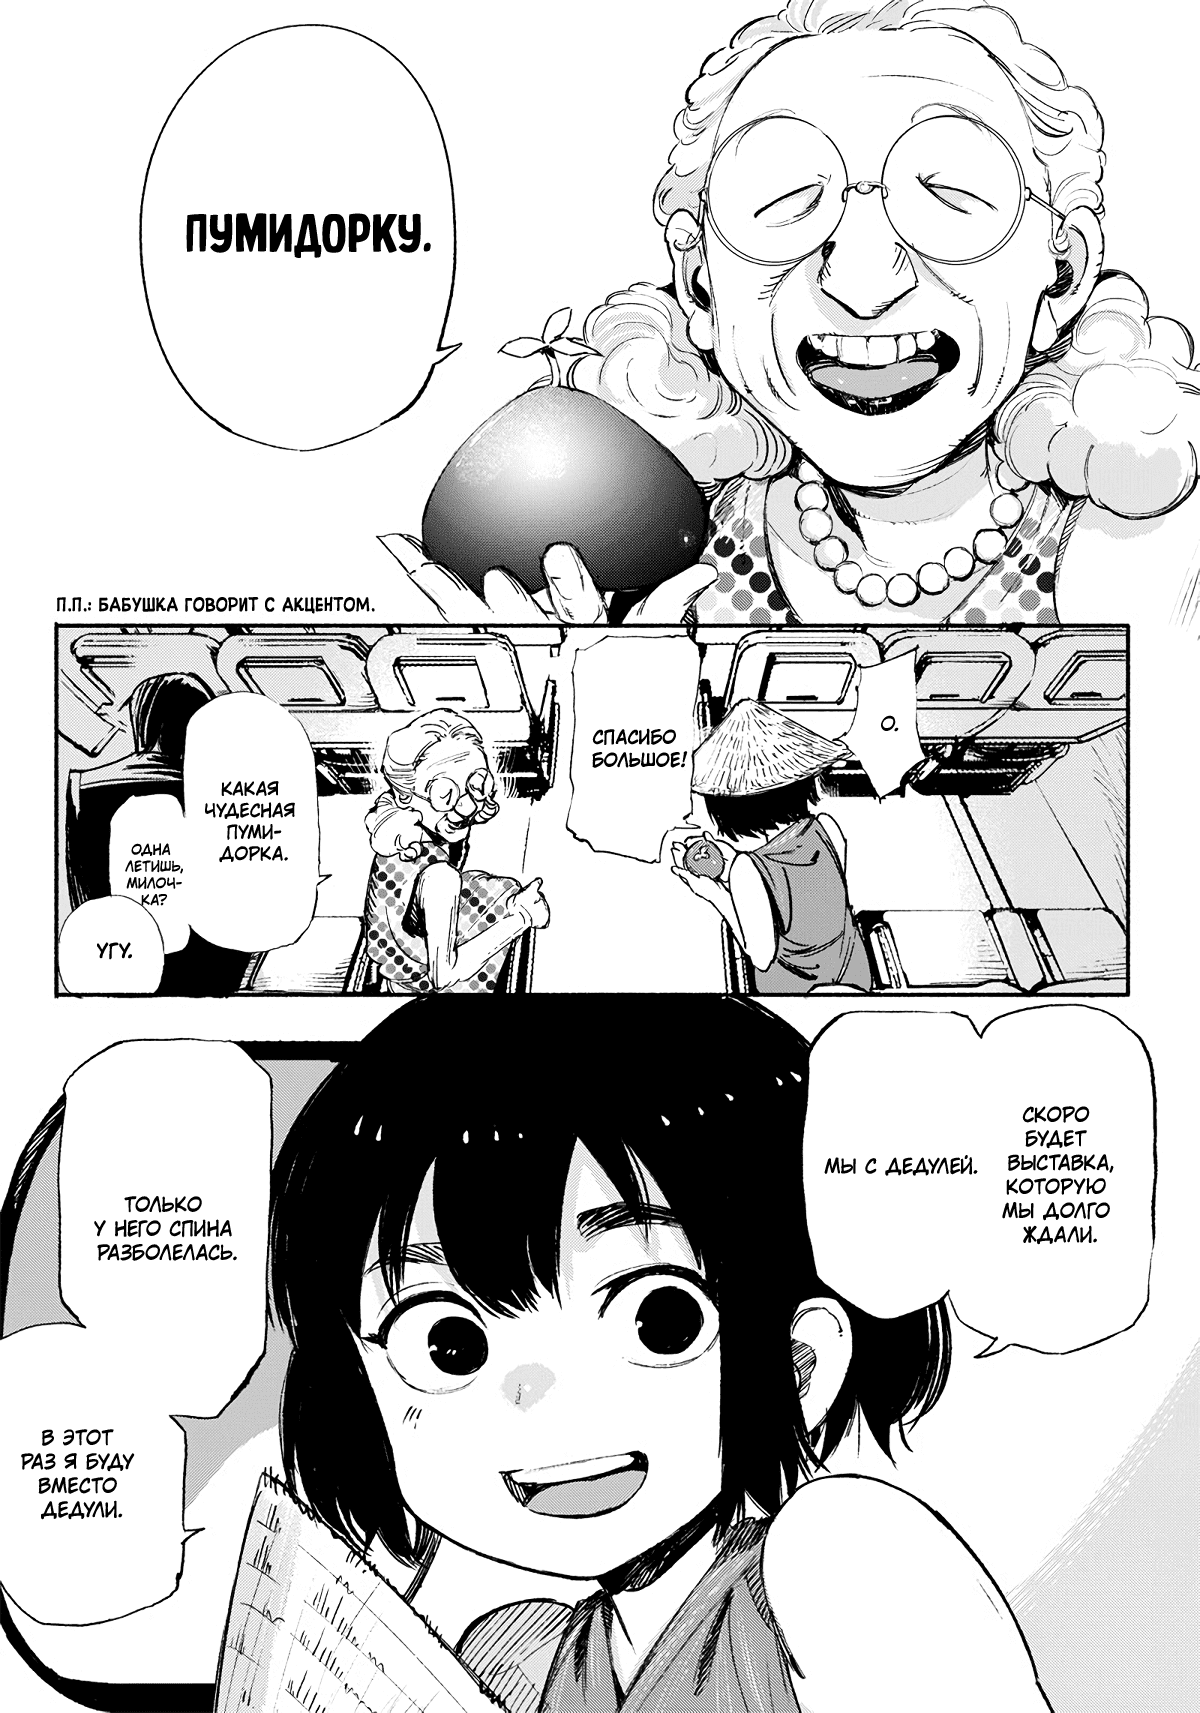 ПУМИДОРКУ.
П.П.: БАБУШКА ГОВОРИТ С АКЦЕНТОМ.
О.
СПАСИБО
БОЛЬШОЕ!
КАКАЯ
ЧУДЕСНАЯ
ПУМИ-
ДОРКА.
ОДНА
ЛЕТИШЬ,
МИЛОЧ-
КА?
УГУ.
СКОРО
БУДЕТ
ВЫСТАВКА,
КОТОРУЮ
МЫ ДОЛГО
ЖДАЛИ.
МЫ С ДЕДУЛЕЙ.
ТОЛЬКО
У НЕГО СПИНА
РАЗБОЛЕЛАСЬ.
В ЭТОТ
РАЗ Я БУДУ
ВМЕСТО
ДЕДУЛИ.